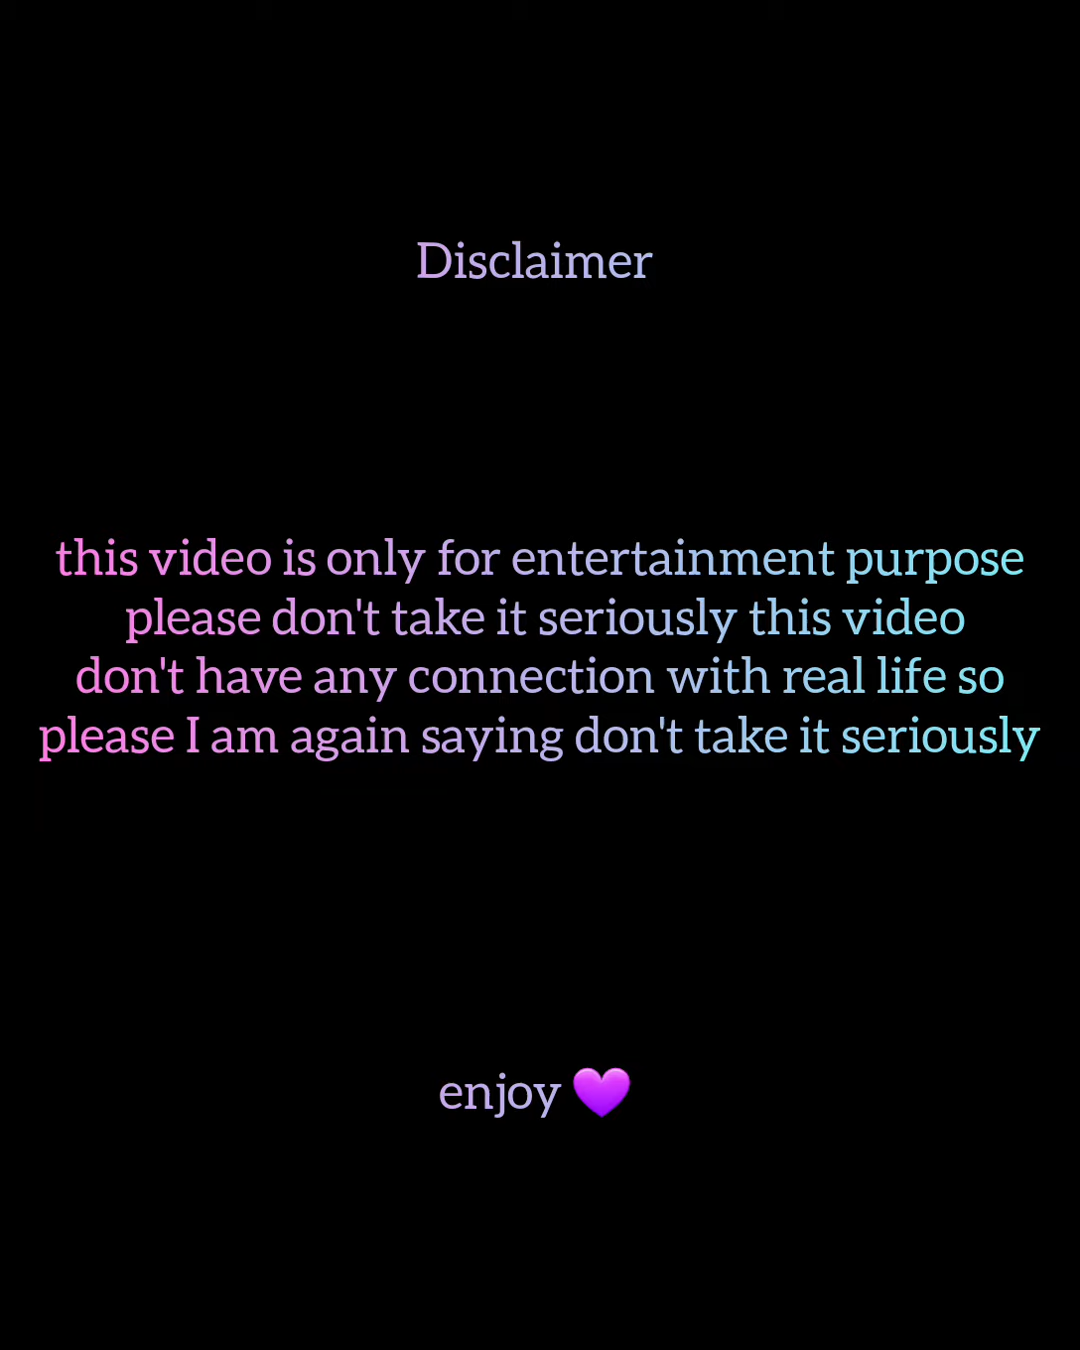 Disclaimer
this video is only for entertainment purpose
please don't take it seriously this video
don't have any connection with real life so
please I am again saying don't take it seriously
enjoy 💜